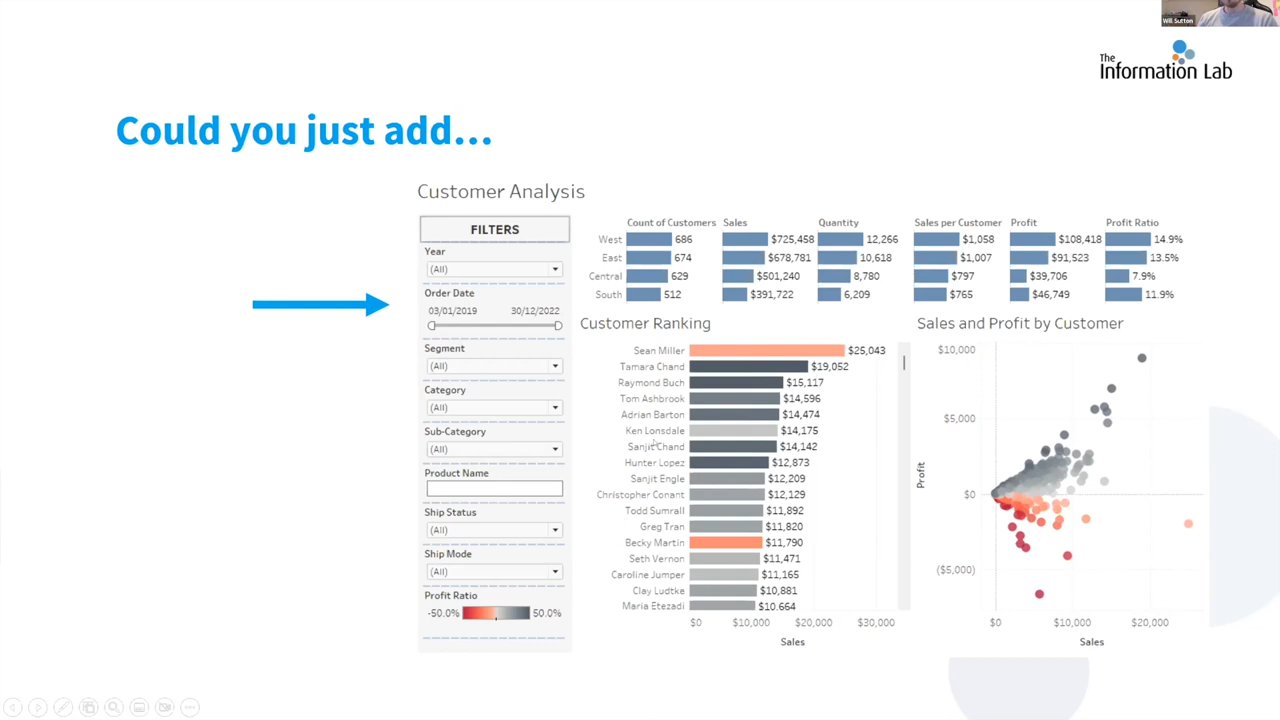 Will Sutton
The
Information Lab
Could you just add...
Customer Analysis
FILTERS
Year
(All)
Order Date
03/01/2019 30/12/2022
Segment
(All)
Category
(All)
Sub-Category
(All)
Product Name
Ship Status
(All)
Ship Mode
(All)
Profit Ratio
-50.0% 50.0%
Count of Customers Sales Quantity Sales per Customer Profit Profit Ratio
West 686 $725,458 12,266 $1,058 $108,418 14.9%
East 674 $678,781 10,618 $1,007 $91,523 13.5%
Central 629 $501,240 8,780 $797 $39,706 7.9%
South 512 $391,722 6,209 $765 $46,749 11.9%
Customer Ranking
Sean Miller $25,043
Tamara Chand $19,052
Raymond Buch $15,117
Tom Ashbrook $14,596
Adrian Barton $14,474
Ken Lonsdale $14,175
Sanjit Chand $14,142
Hunter Lopez $12,873
Sanjit Engle $12,209
Christopher Conant $12,129
Todd Sumrall $11,892
Greg Tran $11,820
Becky Martin $11,790
Seth Vernon $11,471
Caroline Jumper $11,165
Clay Ludtke $10,881
Maria Etezadi $10,664
$0 $10,000 $20,000 $30,000
Sales
Sales and Profit by Customer
$10,000
$5,000
$0
($5,000)
Profit
$0 $10,000 $20,000
Sales